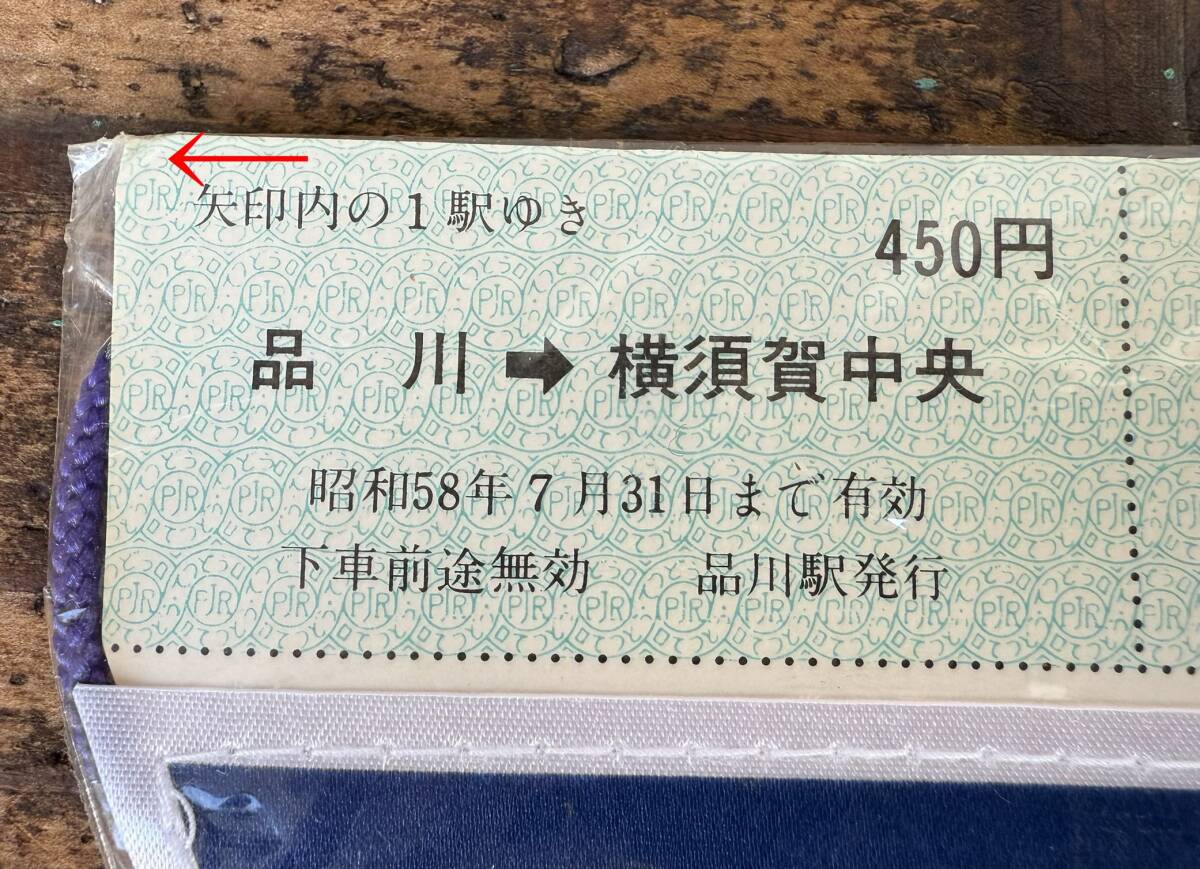 矢印内の1駅ゆき
450円
品川➡横須賀中央
昭和58年7月31日まで有効
下車前途無効 品川駅発行